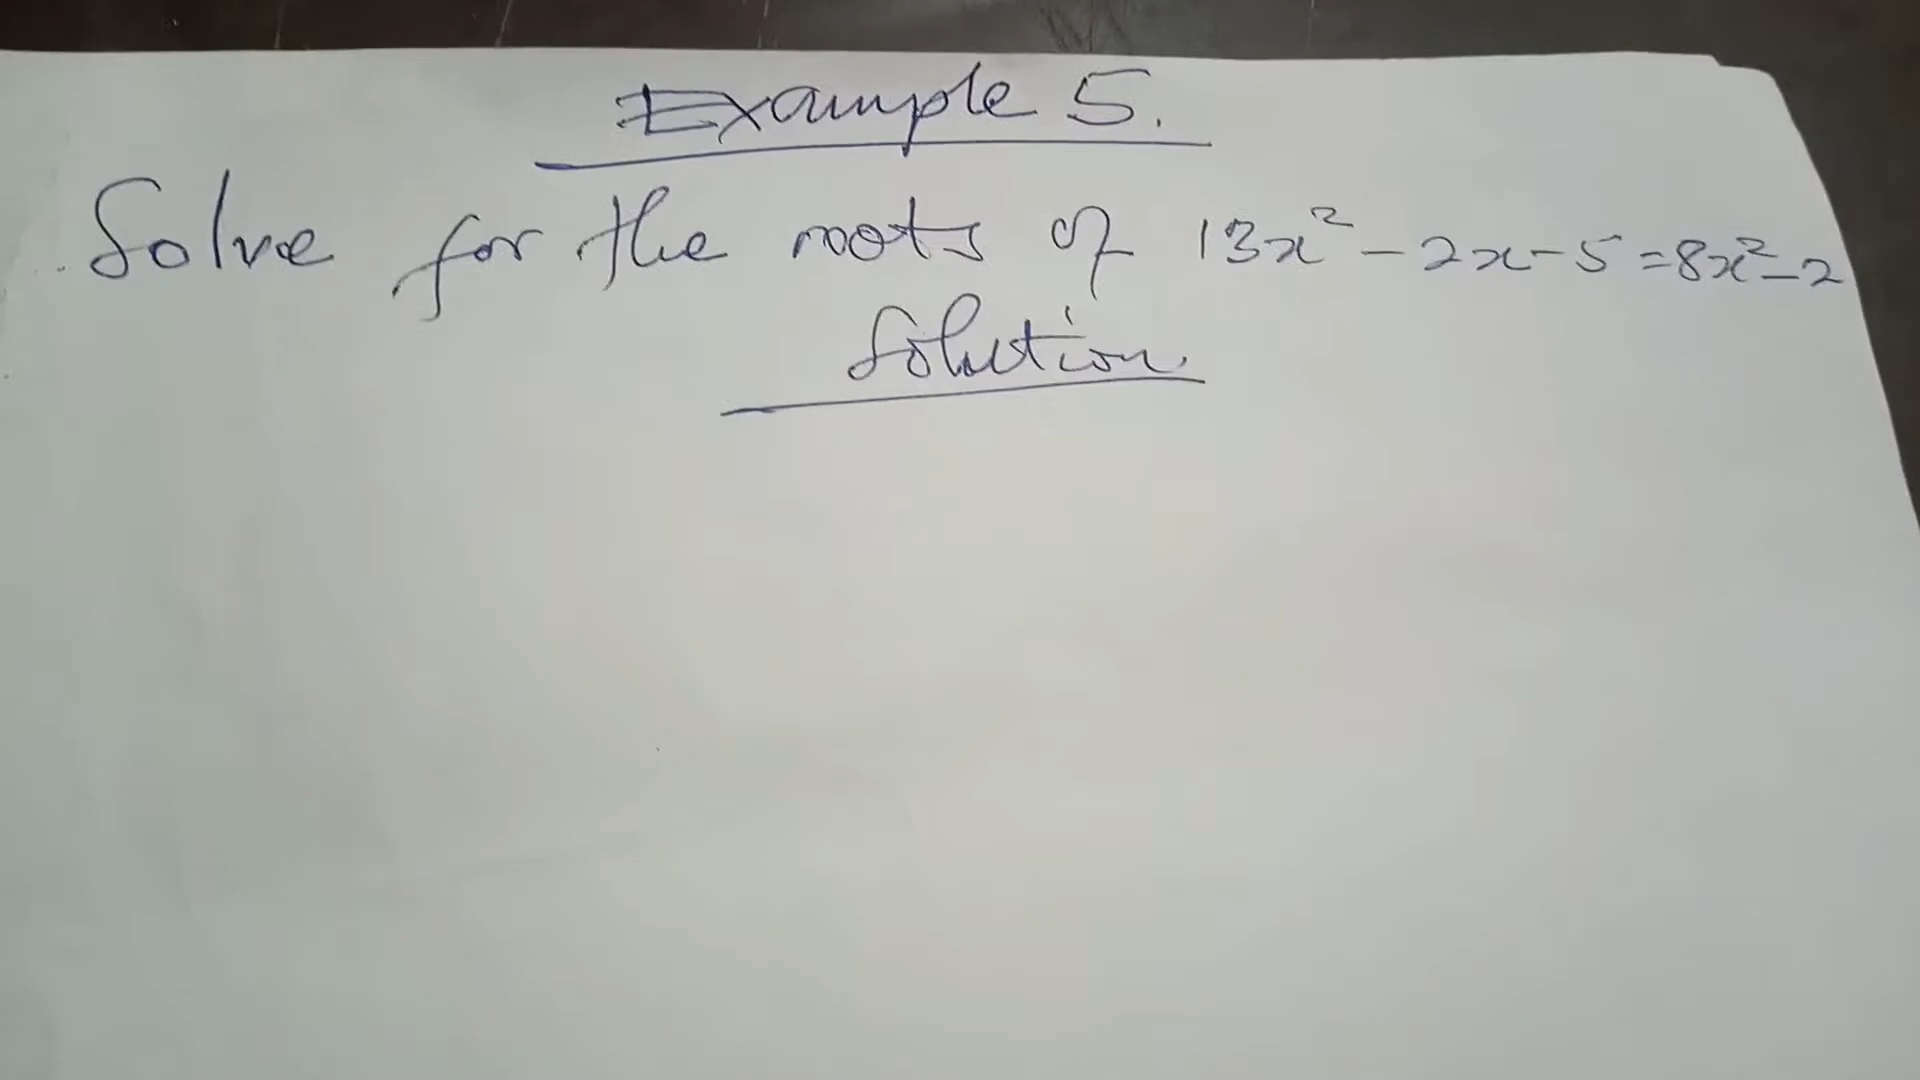 Example 5.
Solve for the roots of 13x² - 2x - 5 = 8x² - 2
Solution